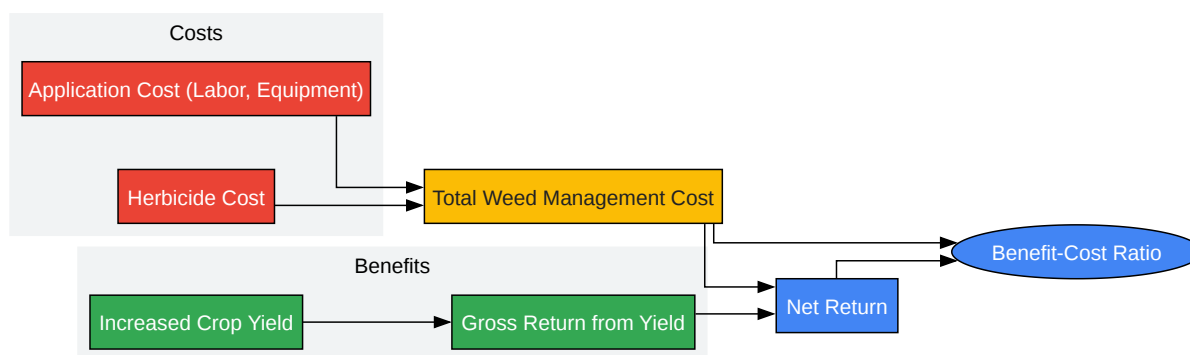 Costs
Application Cost (Labor, Equipment)
Herbicide Cost
Total Weed Management Cost
Benefit-Cost Ratio
Benefits
Increased Crop Yield
Gross Return from Yield
Net Return